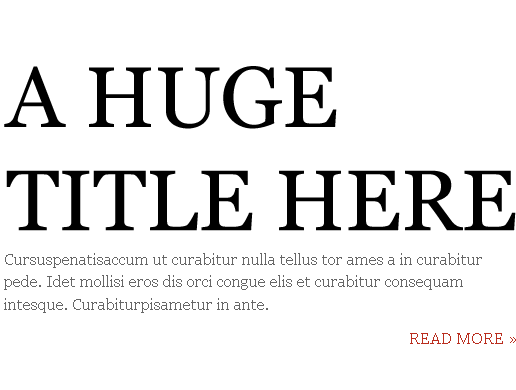 A HUGE
TITLE HERE
Cursuspenatisaccum ut curabitur nulla tellus tor ames a in curabitur
pede. Idet mollisi eros dis orci congue elis et curabitur consequam
intesque. Curabiturpisametur in ante.
READ MORE »